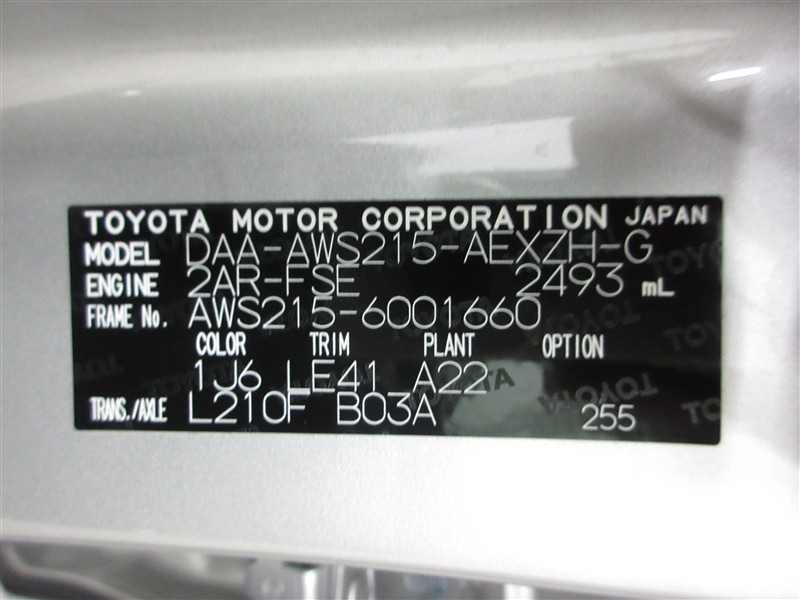 TOYOTA MOTOR CORPORATION JAPAN
MODEL DAA-AWS215-AEXZH-G
ENGINE 2AR-FSE 2493 mL
FRAME No. AWS215-6001660
COLOR TRIM PLANT OPTION
1J6 LE41 A22
TRANS./AXLE L210F B03A 255